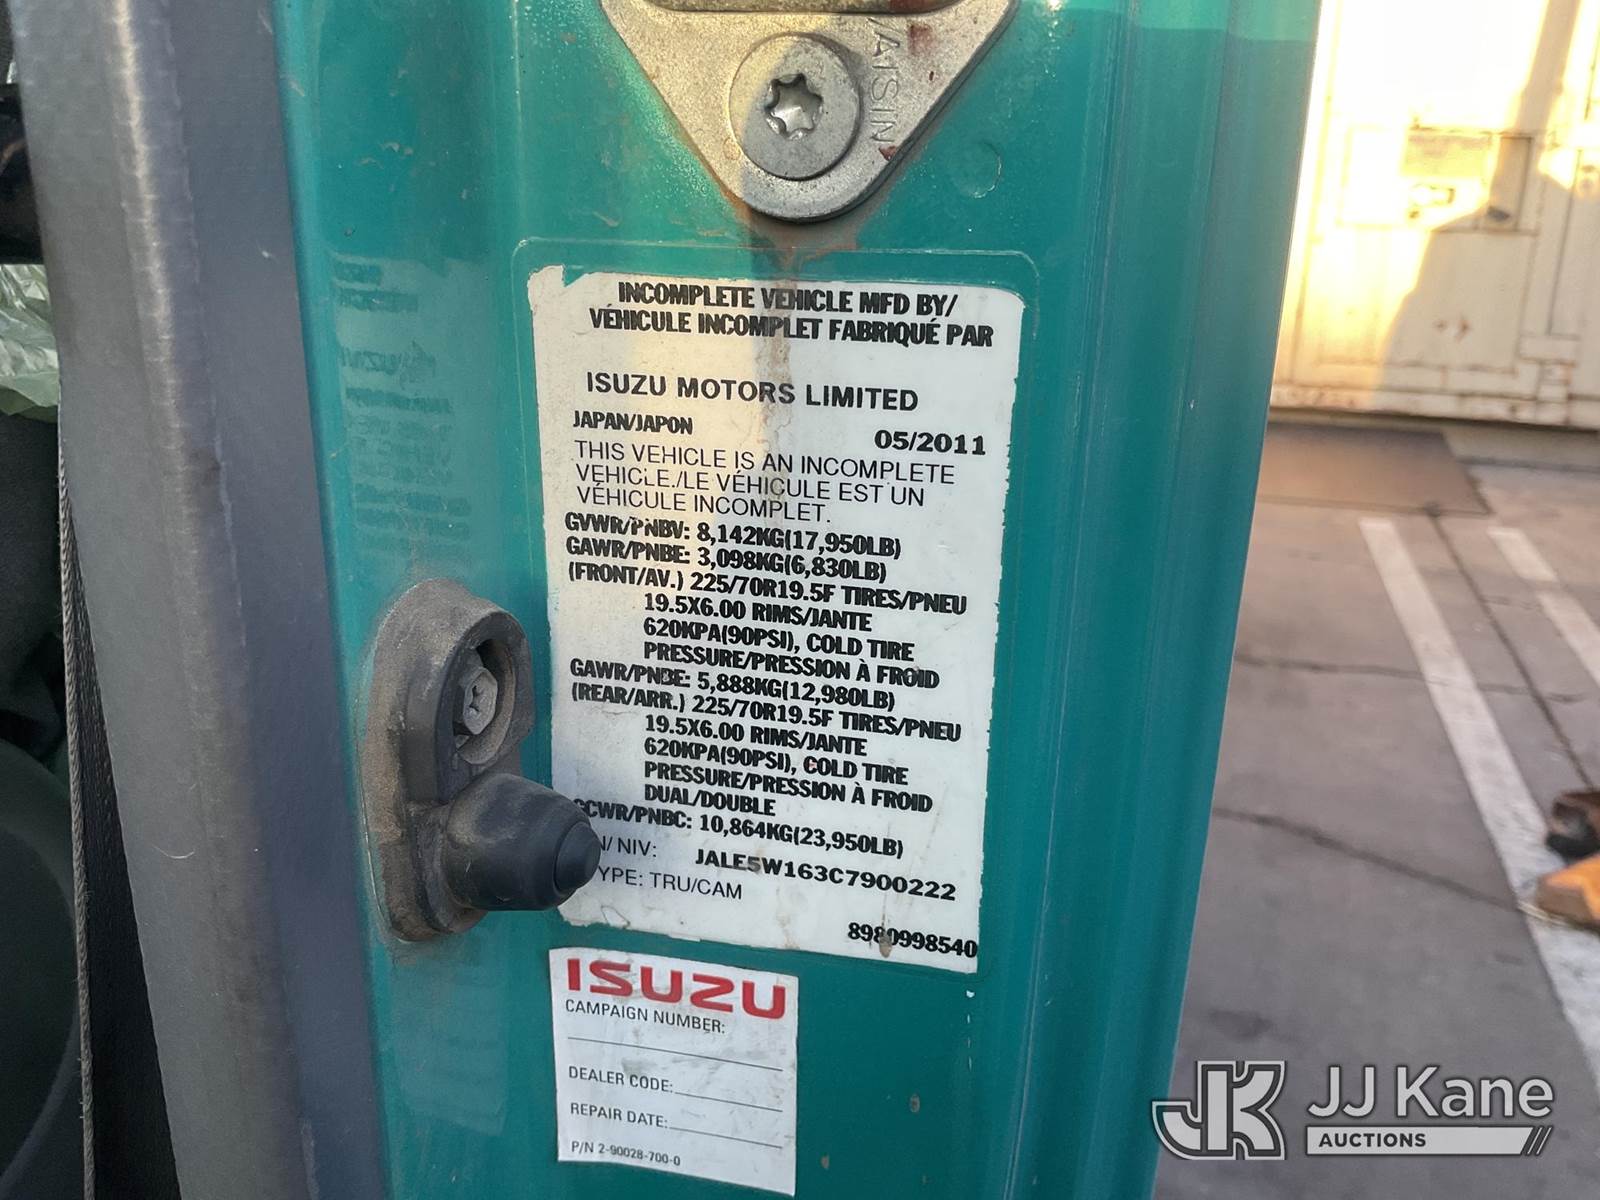 AISIN
INCOMPLETE VEHICLE MFD BY/
VÉHICULE INCOMPLET FABRIQUÉ PAR
ISUZU MOTORS LIMITED
JAPAN/JAPON 05/2011
THIS VEHICLE IS AN INCOMPLETE
VEHICLE./LE VÉHICULE EST UN
VÉHICULE INCOMPLET.
GVWR/PNBV: 8,142KG(17,950LB)
GAWR/PNBE: 3,098KG(6,830LB)
(FRONT/AV.) 225/70R19.5F TIRES/PNEU
19.5X6.00 RIMS/JANTE
620KPA(90PSI), COLD TIRE
PRESSURE/PRESSION À FROID
GAWR/PNBE: 5,888KG(12,980LB)
(REAR/ARR.) 225/70R19.5F TIRES/PNEU
19.5X6.00 RIMS/JANTE
620KPA(90PSI), COLD TIRE
PRESSURE/PRESSION À FROID
DUAL/DOUBLE
GCWR/PNBC: 10,864KG(23,950LB)
N/ NIV: JALE5W163C7900222
YPE: TRU/CAM
8980998540
ISUZU
CAMPAIGN NUMBER:
DEALER CODE:
REPAIR DATE:
P/N 2-90028-700-0
JK JJ Kane
AUCTIONS